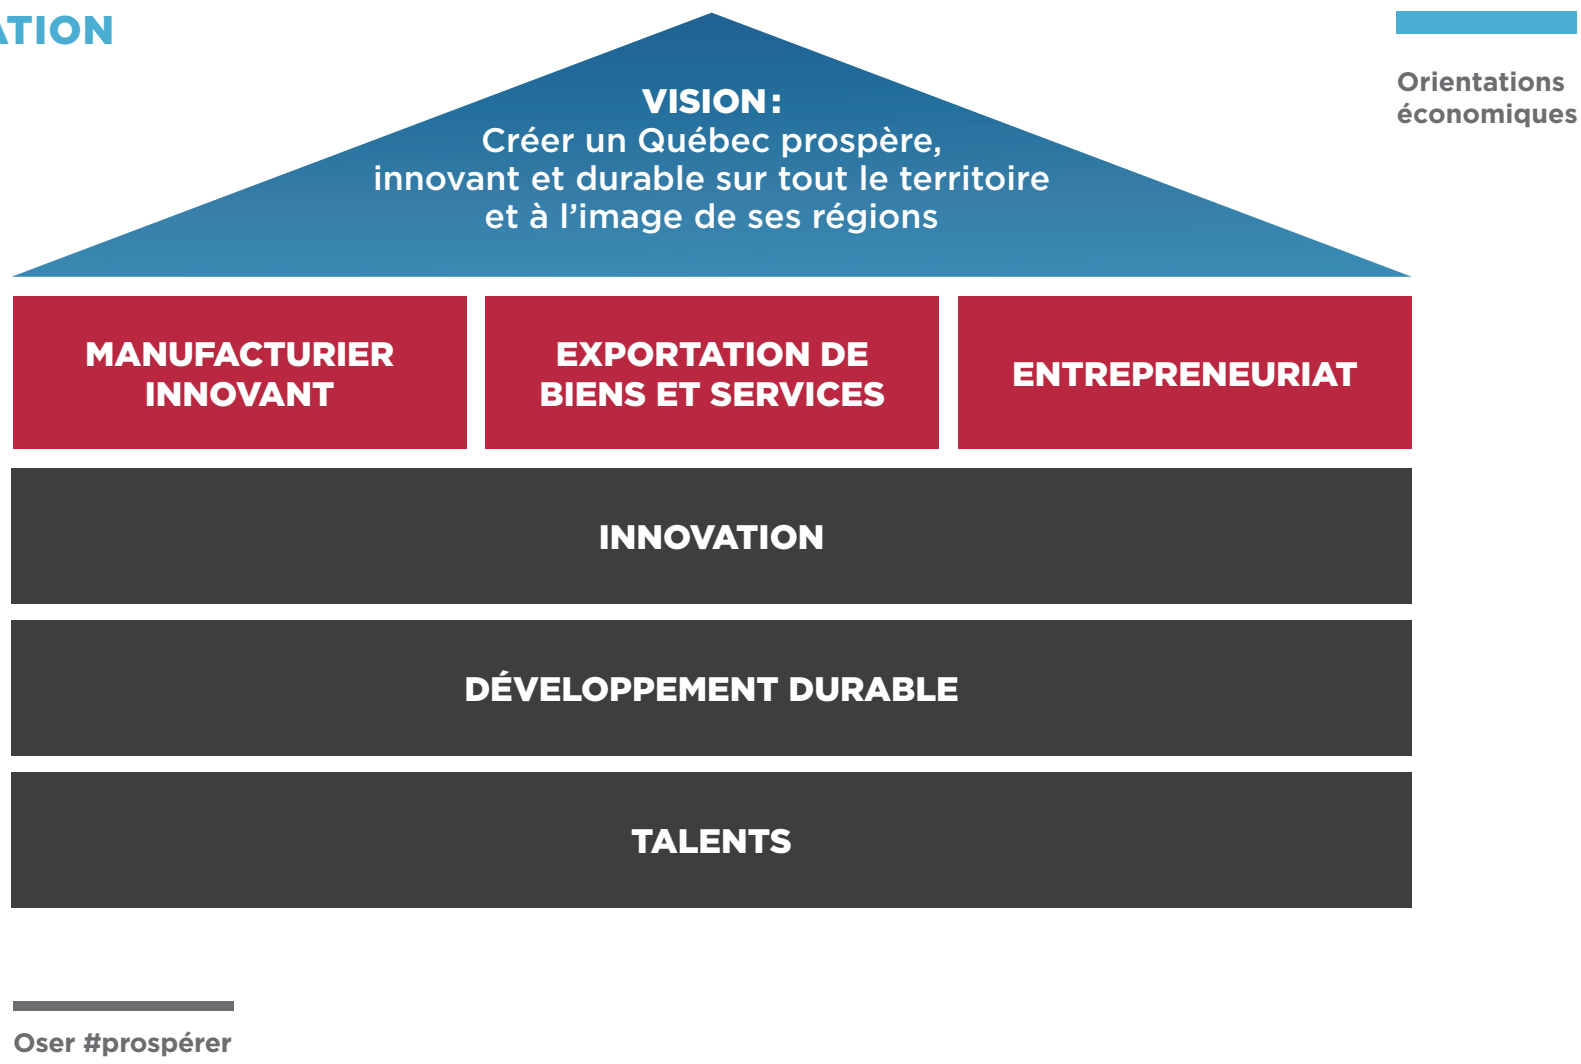 ATION
Orientations
économiques
VISION :
Créer un Québec prospère,
innovant et durable sur tout le territoire
et à l’image de ses régions
MANUFACTURIER
INNOVANT
EXPORTATION DE
BIENS ET SERVICES
ENTREPRENEURIAT
INNOVATION
DÉVELOPPEMENT DURABLE
TALENTS
Oser #prospérer